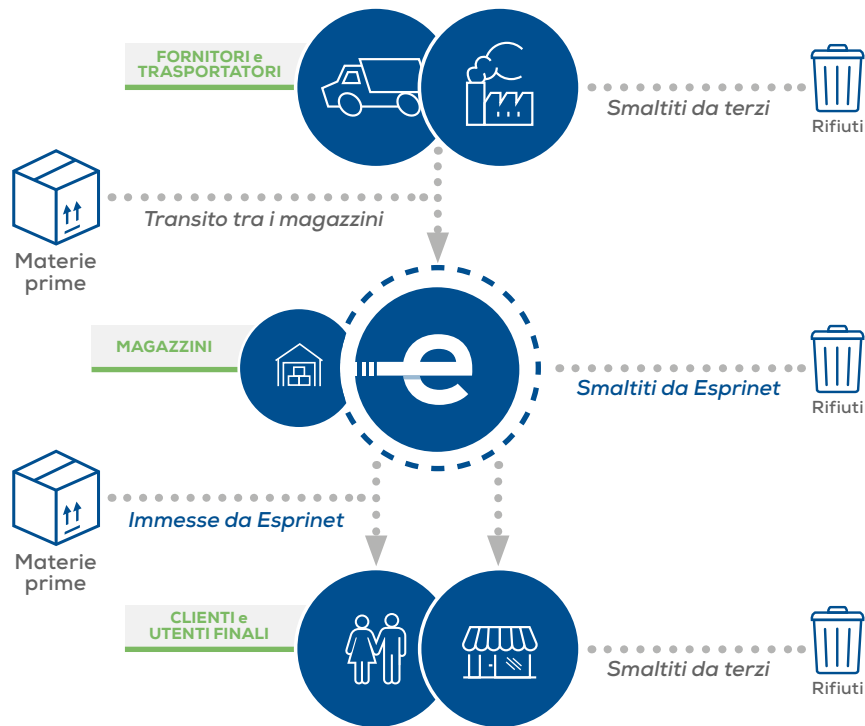 FORNITORI e
TRASPORTATORI
Smaltiti da terzi
Rifiuti
Transito tra i magazzini
Materie
prime
MAGAZZINI
e
Smaltiti da Esprinet
Rifiuti
Immesse da Esprinet
Materie
prime
CLIENTI e
UTENTI FINALI
Smaltiti da terzi
Rifiuti